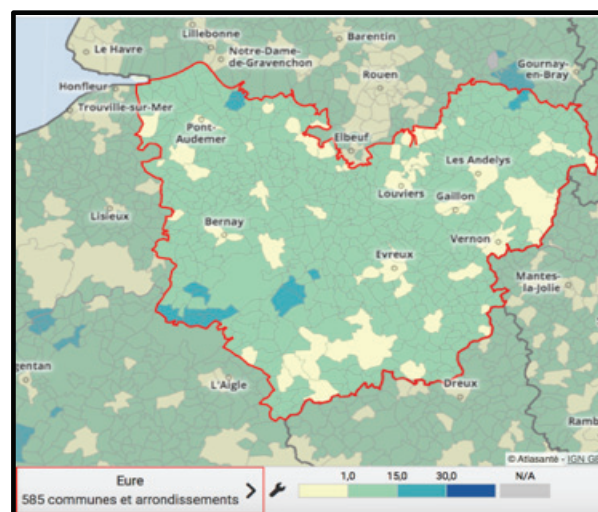 Lillebonne
Barentin
Le Havre
Notre-Dame-
de-Gravenchon
Gournay-
en-Bray
Rouen
Honfleur
Trouville-sur-Mer
Pont-
Audemer
Elbeuf
Les Andelys
Louviers
Gaillon
Lisieux
Bernay
Vernon
Evreux
Mantes-
la-Jolie
gentan
L'Aigle
Dreux
Ramb
© Atlasanté - IGN GE
Eure
585 communes et arrondissements
1,0 15,0 30,0 N/A